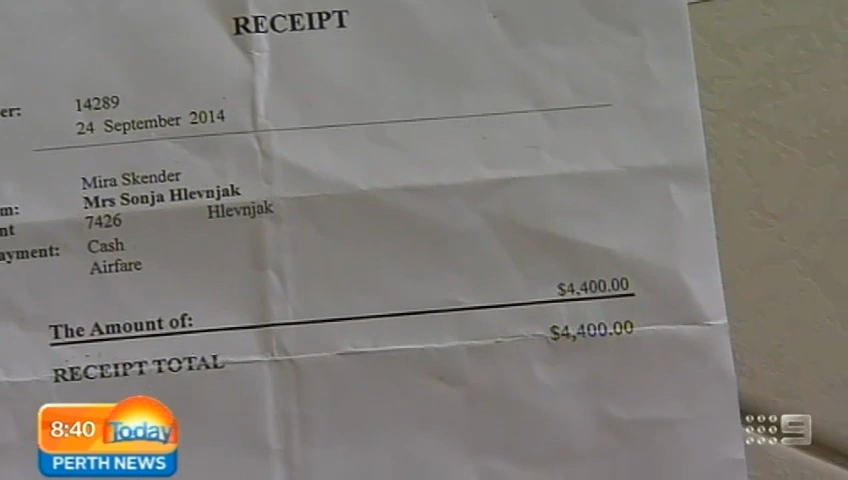 RECEIPT
er: 14289
24 September 2014
Mira Skender
m: Mrs Sonja Hlevnjak
nt 7426 Hlevnjak
ayment: Cash
Airfare
$4,400.00
The Amount of:
$4,400.00
RECEIPT TOTAL
8:40 Today
PERTH NEWS
9